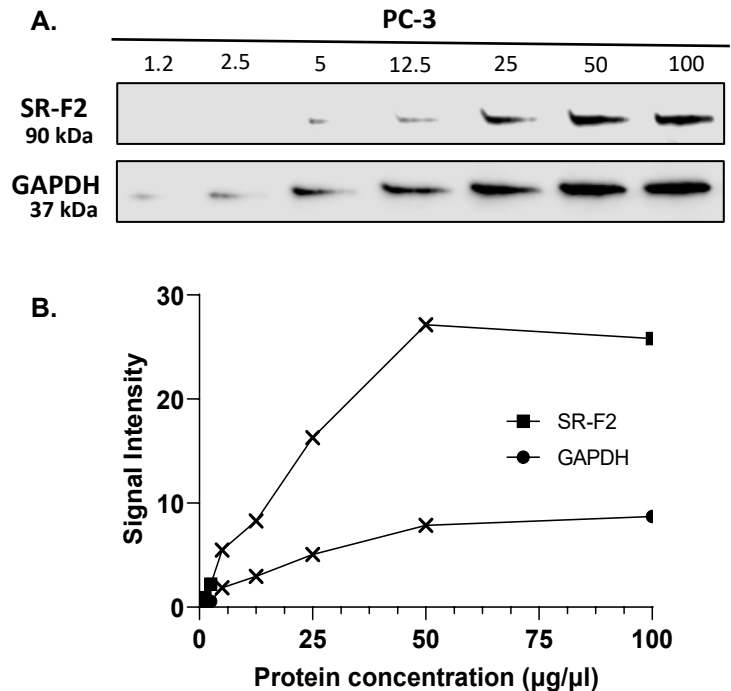 A.
PC-3
1.2 2.5 5 12.5 25 50 100
SR-F2
90 kDa
GAPDH
37 kDa
B.
30
20
10
0
Signal Intensity
SR-F2
GAPDH
0 25 50 75 100
Protein concentration (µg/µl)